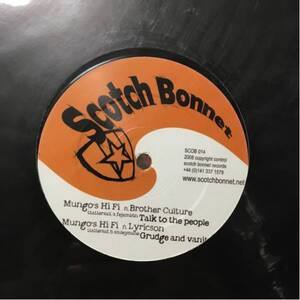 Scotch Bonnet
SCOB 014
2008 copyright control
scotch bonnet records
+44 (0)141 337 1579
www.scotchbonnet.net
Mungo's Hi Fi ft Brother Culture
Talk to the people
Mungo's Hi Fi ft Lyricson
Grudge and vanity